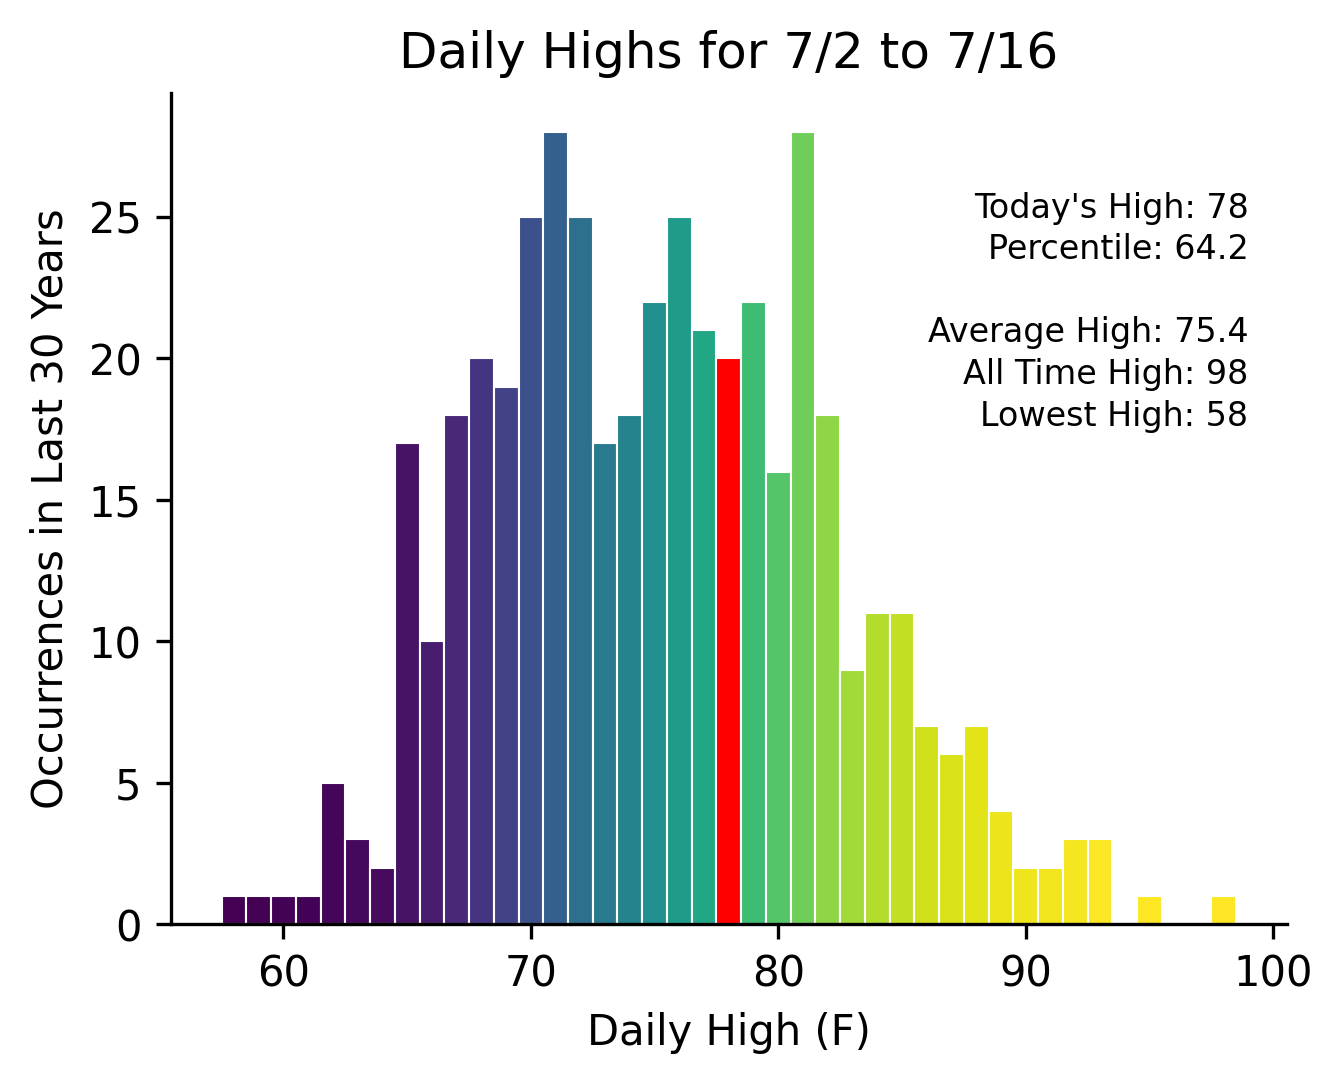 Daily Highs for 7/2 to 7/16
Occurrences in Last 30 Years
25
20
15
10
5
0
Today's High: 78
Percentile: 64.2
Average High: 75.4
All Time High: 98
Lowest High: 58
60 70 80 90 100
Daily High (F)